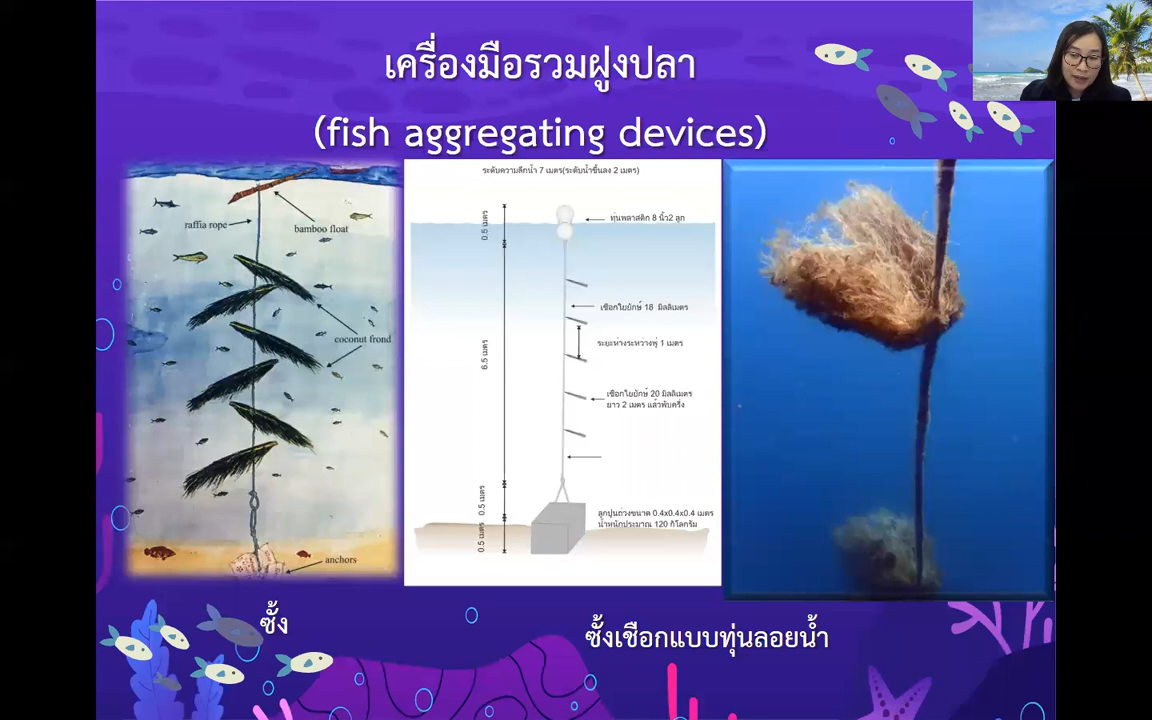 เครื่องมือรวมฝูงปลา
(fish aggregating devices)
raffia rope
bamboo float
coconut frond
anchors
ระดับความลึกน้ำ 7 เมตร(ระดับน้ำขึ้นลง 2 เมตร)
0.5 เมตร
ทุ่นพลาสติก 8 นิ้ว2 ลูก
เชือกใยยักษ์ 18 มิลลิเมตร
ระยะห่างระหว่างพู่ 1 เมตร
6.5 เมตร
เชือกใยยักษ์ 20 มิลลิเมตร
ยาว 2 เมตร แล้วพับครึ่ง
0.5 เมตร
ลูกปูนถ่วงขนาด 0.4x0.4x0.4 เมตร
น้ำหนักประมาณ 120 กิโลกรัม
0.5 เมตร
ซั้ง
ซั้งเชือกแบบทุ่นลอยน้ำ